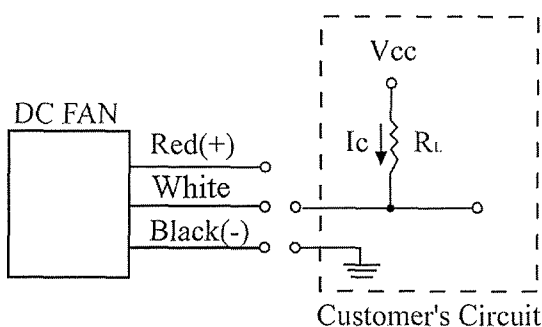 Vcc
DC FAN
Red(+)
Ic
RL
White
Black(-)
Customer's Circuit